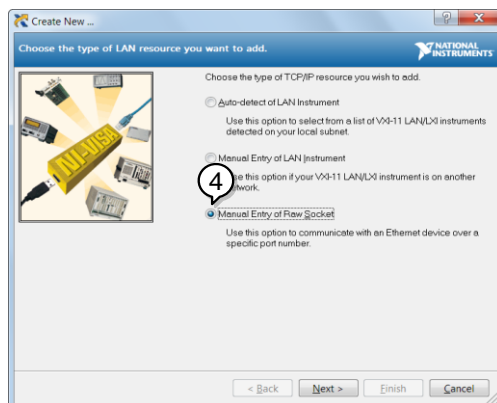 Create New ...
Choose the type of LAN resource you want to add.
NATIONAL
INSTRUMENTS
Choose the type of TCP/IP resource you wish to add.
Auto-detect of LAN Instrument
Use this option to select from a list of VXI-11 LAN/LXI instruments
detected on your local subnet.
Manual Entry of LAN Instrument
this option if your VXI-11 LAN/LXI instrument is on another
4
Manual Entry of Raw Socket
Use this option to communicate with an Ethernet device over a
specific port number.
NI-VISA
< Back
Next >
Finish
Cancel